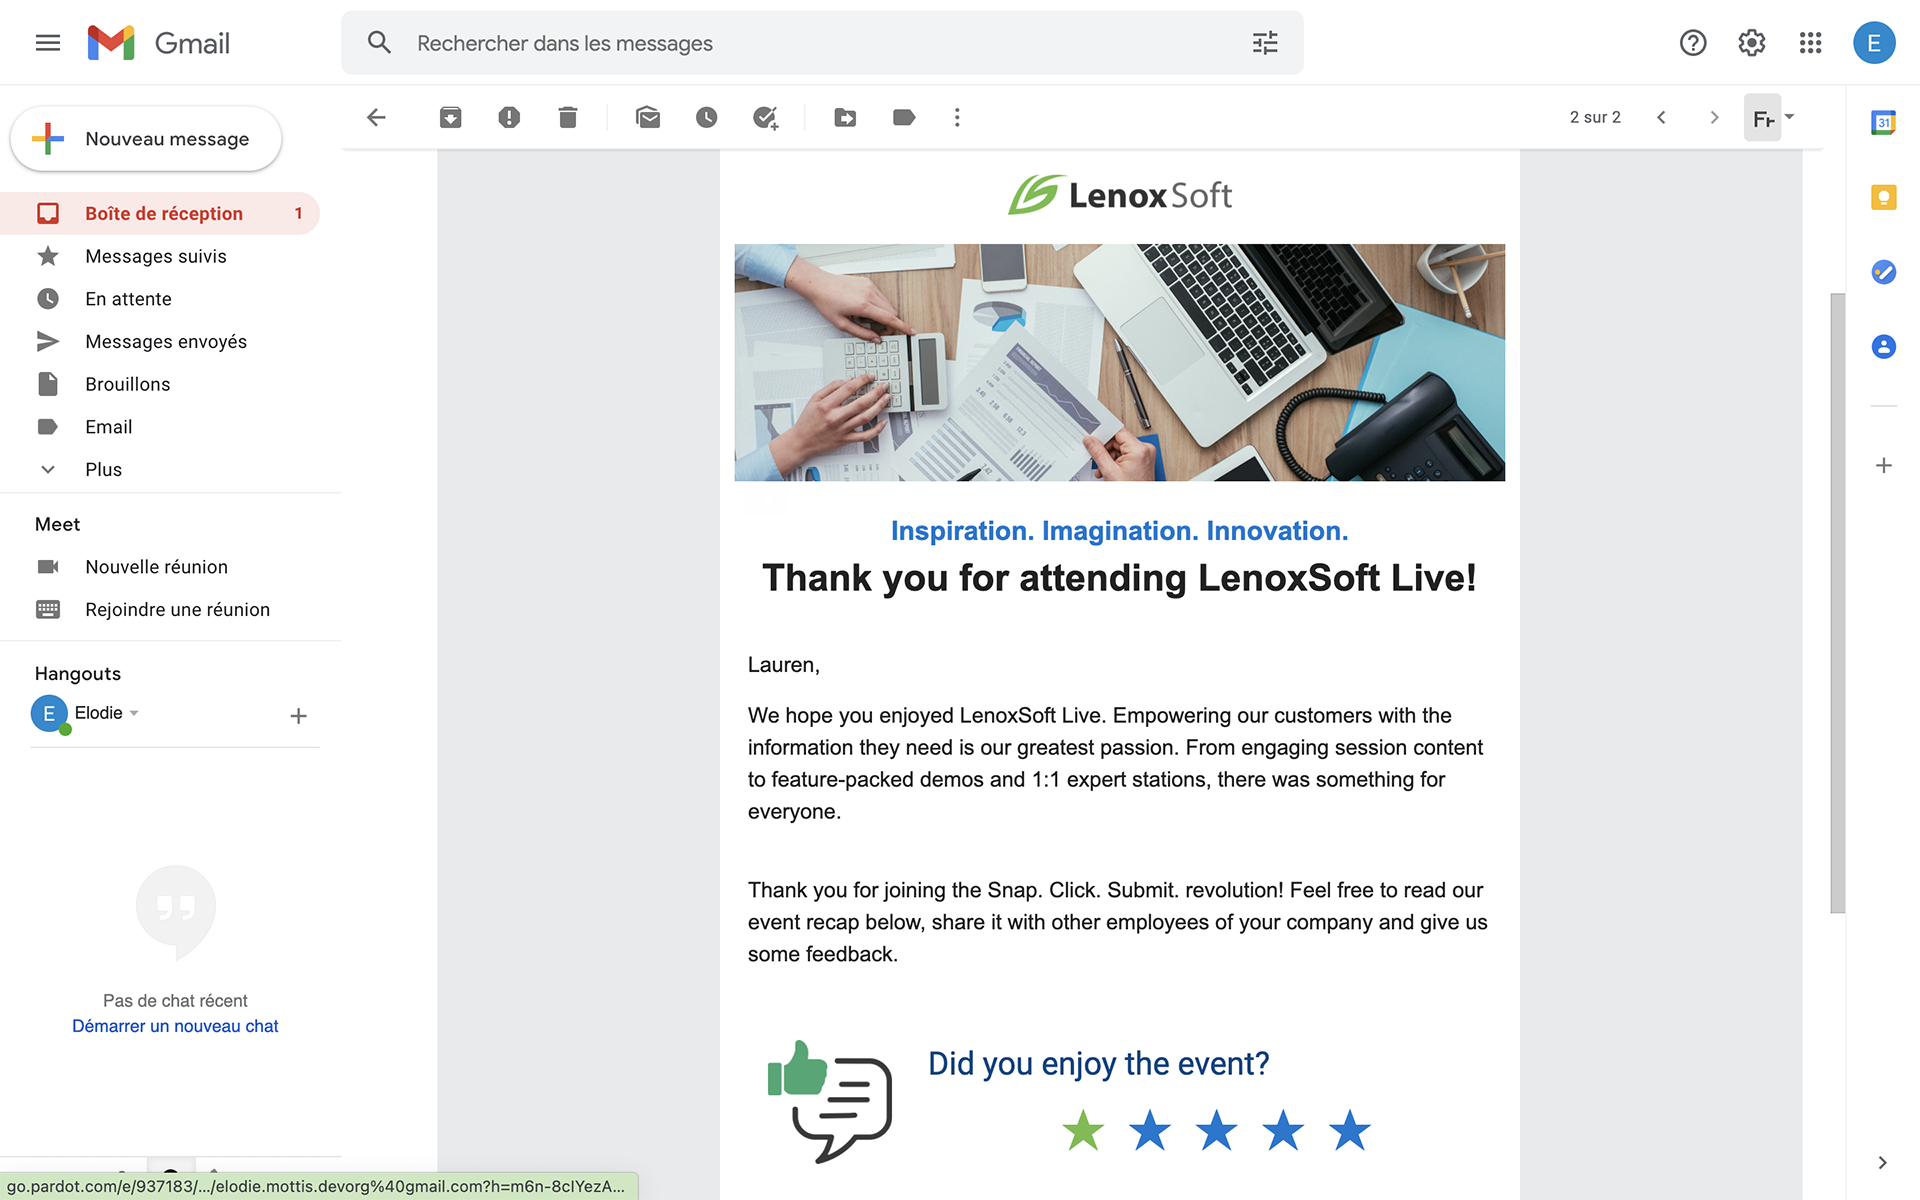 Gmail
Rechercher dans les messages
E
Nouveau message
2 sur 2
Fr
31
Boîte de réception 1
Messages suivis
En attente
Messages envoyés
Brouillons
Email
Plus
Meet
Nouvelle réunion
Rejoindre une réunion
Hangouts
E Elodie
Pas de chat récent
Démarrer un nouveau chat
LenoxSoft
Inspiration. Imagination. Innovation.
Thank you for attending LenoxSoft Live!
Lauren,
We hope you enjoyed LenoxSoft Live. Empowering our customers with the
information they need is our greatest passion. From engaging session content
to feature-packed demos and 1:1 expert stations, there was something for
everyone.
Thank you for joining the Snap. Click. Submit. revolution! Feel free to read our
event recap below, share it with other employees of your company and give us
some feedback.
Did you enjoy the event?
go.pardot.com/e/937183/.../elodie.mottis.devorg%40gmail.com?h=m6n-8cIYezA...